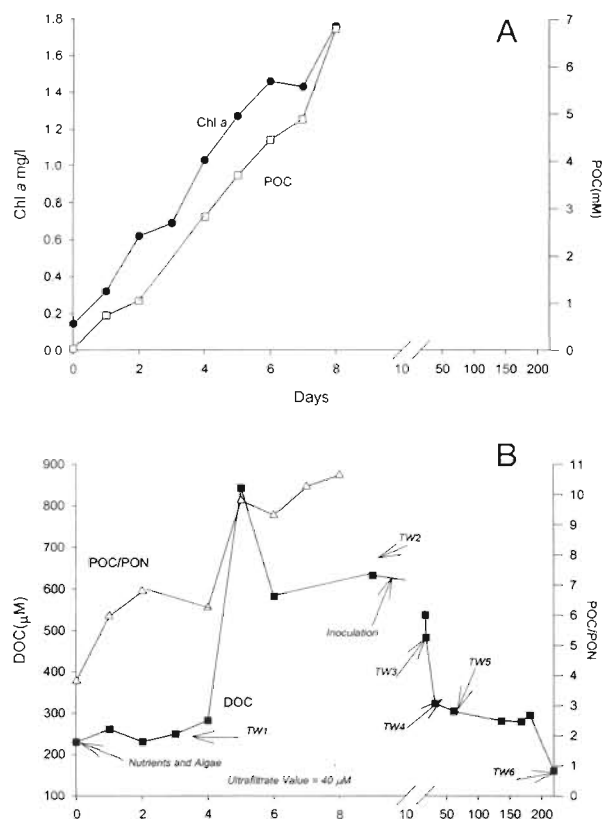 A
1.8
1.6
1.4
1.2
1.0
0.8
0.6
0.4
0.2
0.0
Chl a mg/l
Chl a
POC
7
6
5
4
3
2
1
0
POC(mM)
0 2 4 6 8 10 50 100 150 200
Days
B
900
800
700
600
500
400
300
200
100
DOC(μM)
POC/PON
DOC
TW1
Nutrients and Algae
Ultrafiltrate Value = 40 μM
TW2
Inoculation
TW3
TW4
TW5
TW6
11
10
9
8
7
6
5
4
3
2
1
0
POC/PON
0 2 4 6 8 10 50 100 150 200